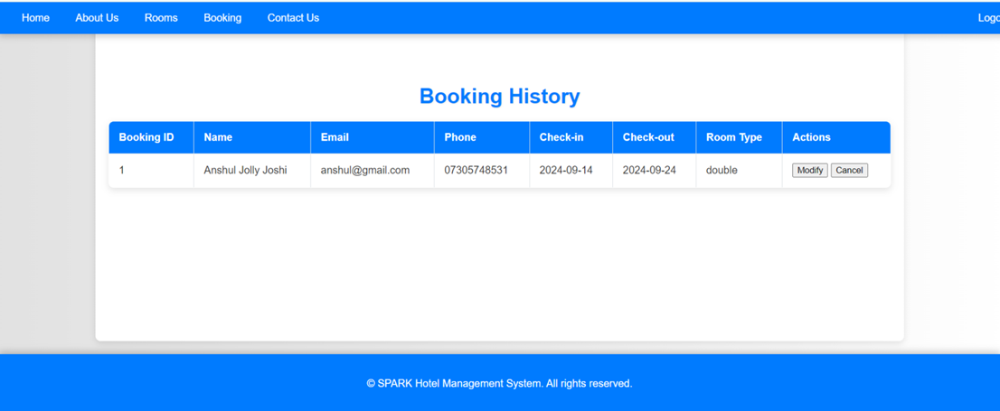 Home About Us Rooms Booking Contact Us Logo
Booking History
Booking ID Name Email Phone Check-in Check-out Room Type Actions
1 Anshul Jolly Joshi anshul@gmail.com 07305748531 2024-09-14 2024-09-24 double Modify Cancel
© SPARK Hotel Management System. All rights reserved.